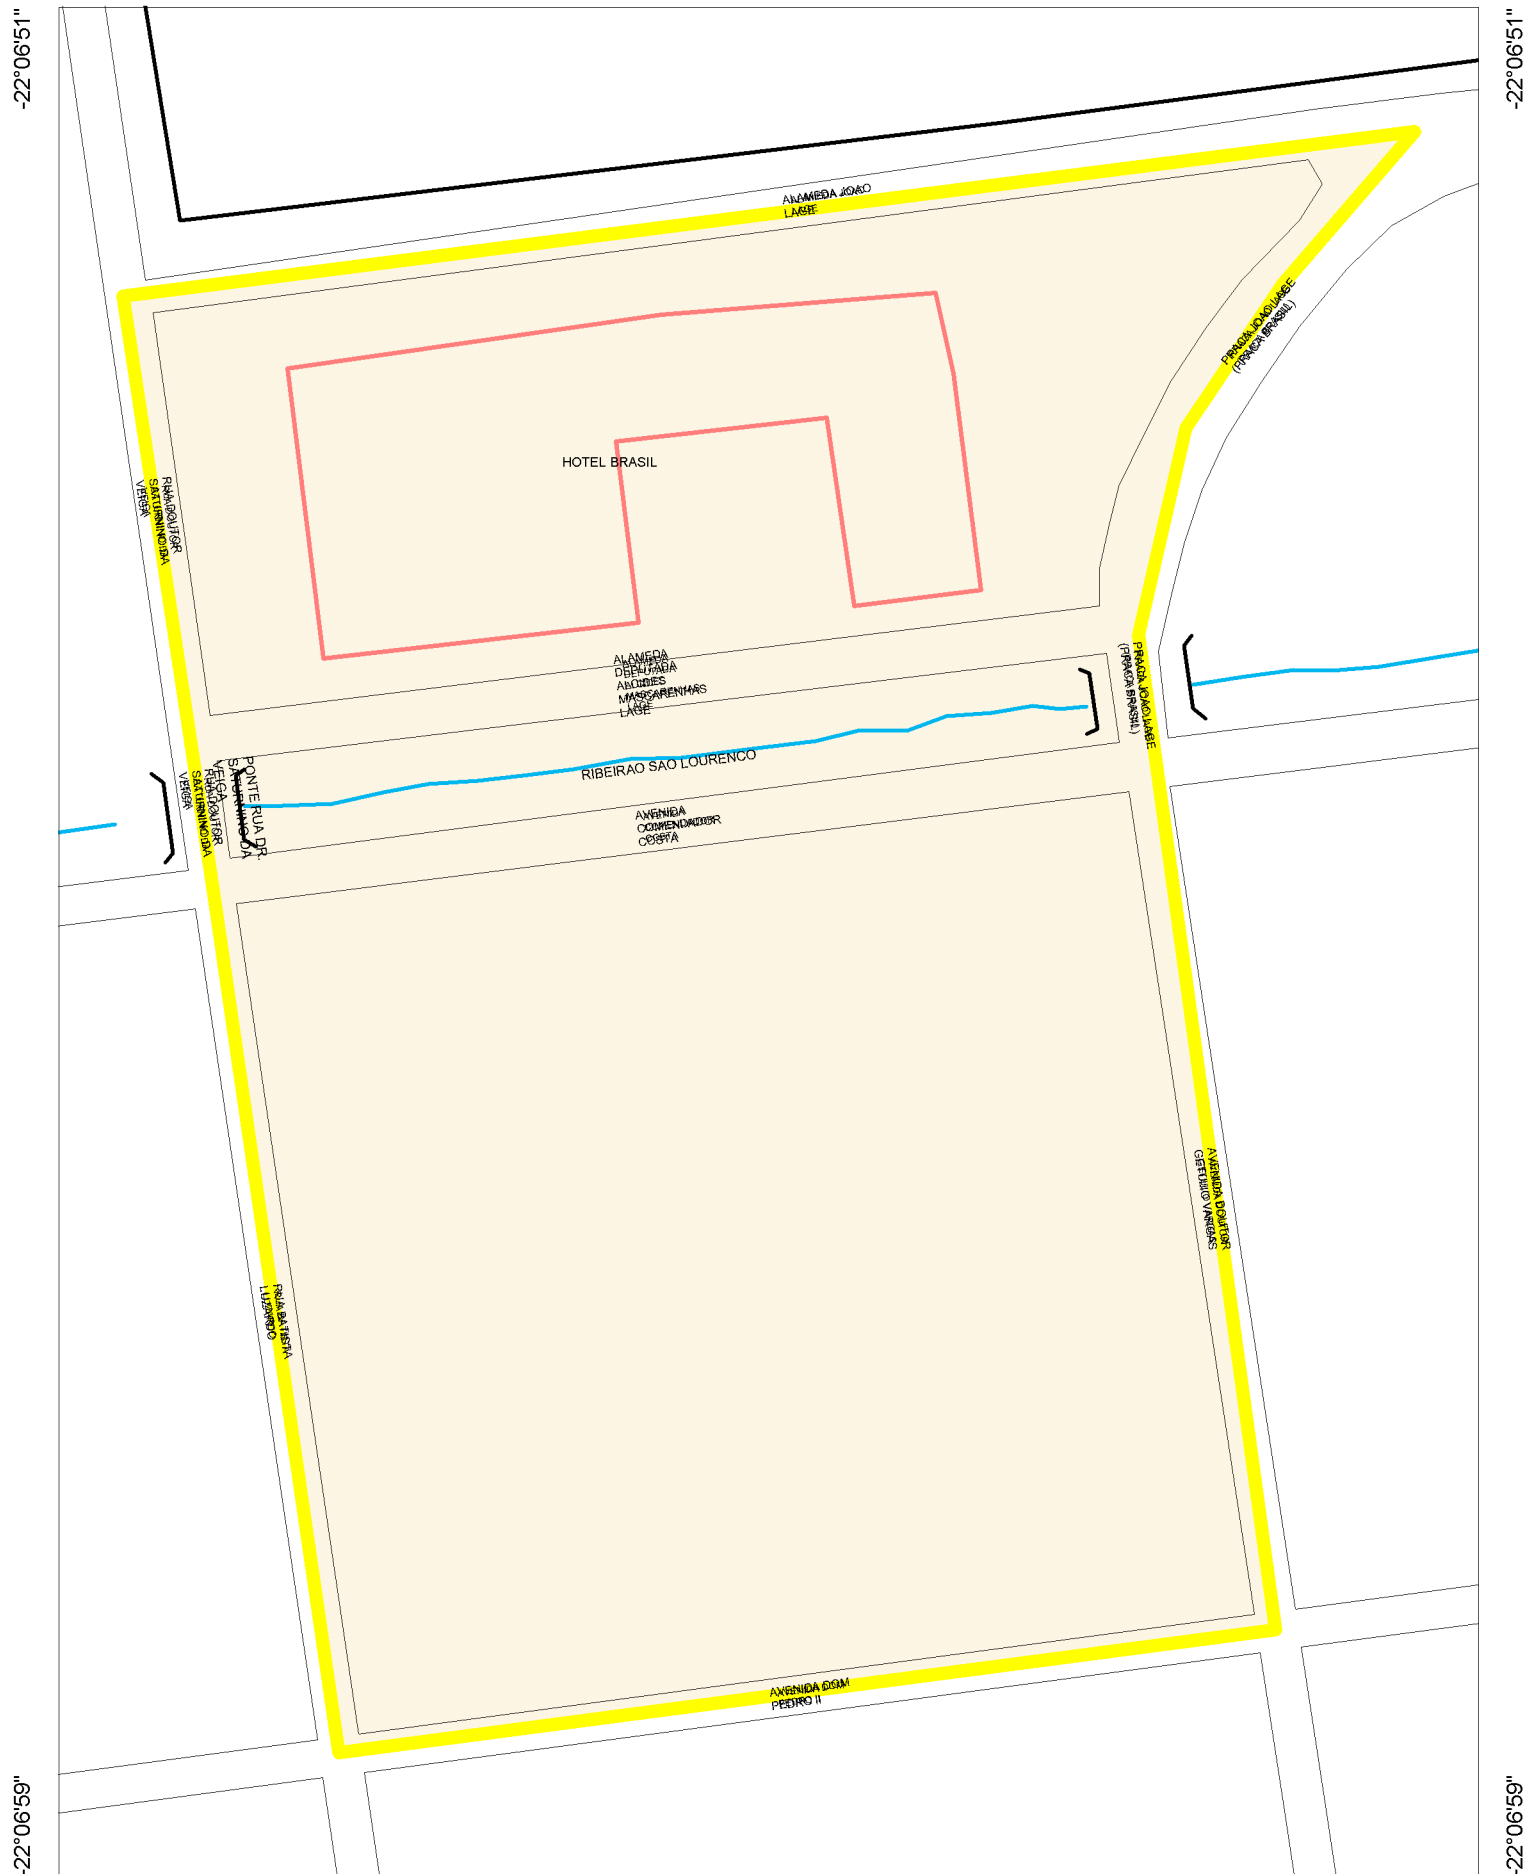 -22°06'51"
-22°06'51"
ALAMEDA JOAO
LAGE
PRACA JOAO LAGE
(PRACA BRASIL)
HOTEL BRASIL
RUA DOUTOR
SATURNINO DA
VEIGA
ALAMEDA
DEPUTADA
ALCIDES
MASCARENHAS
LAGE
PRACA JOAO LAGE
(PRACA BRASIL)
RIBEIRAO SAO LOURENCO
PONTE RUA DR.
SATURNINO DA
VEIGA
RUA DOUTOR
SATURNINO DA
VEIGA
AVENIDA
COMENDADOR
COSTA
AVENIDA DOUTOR
GETULIO VARGAS
RUA BATISTA
LUZARDO
AVENIDA DOM
PEDRO II
-22°06'59"
-22°06'59"